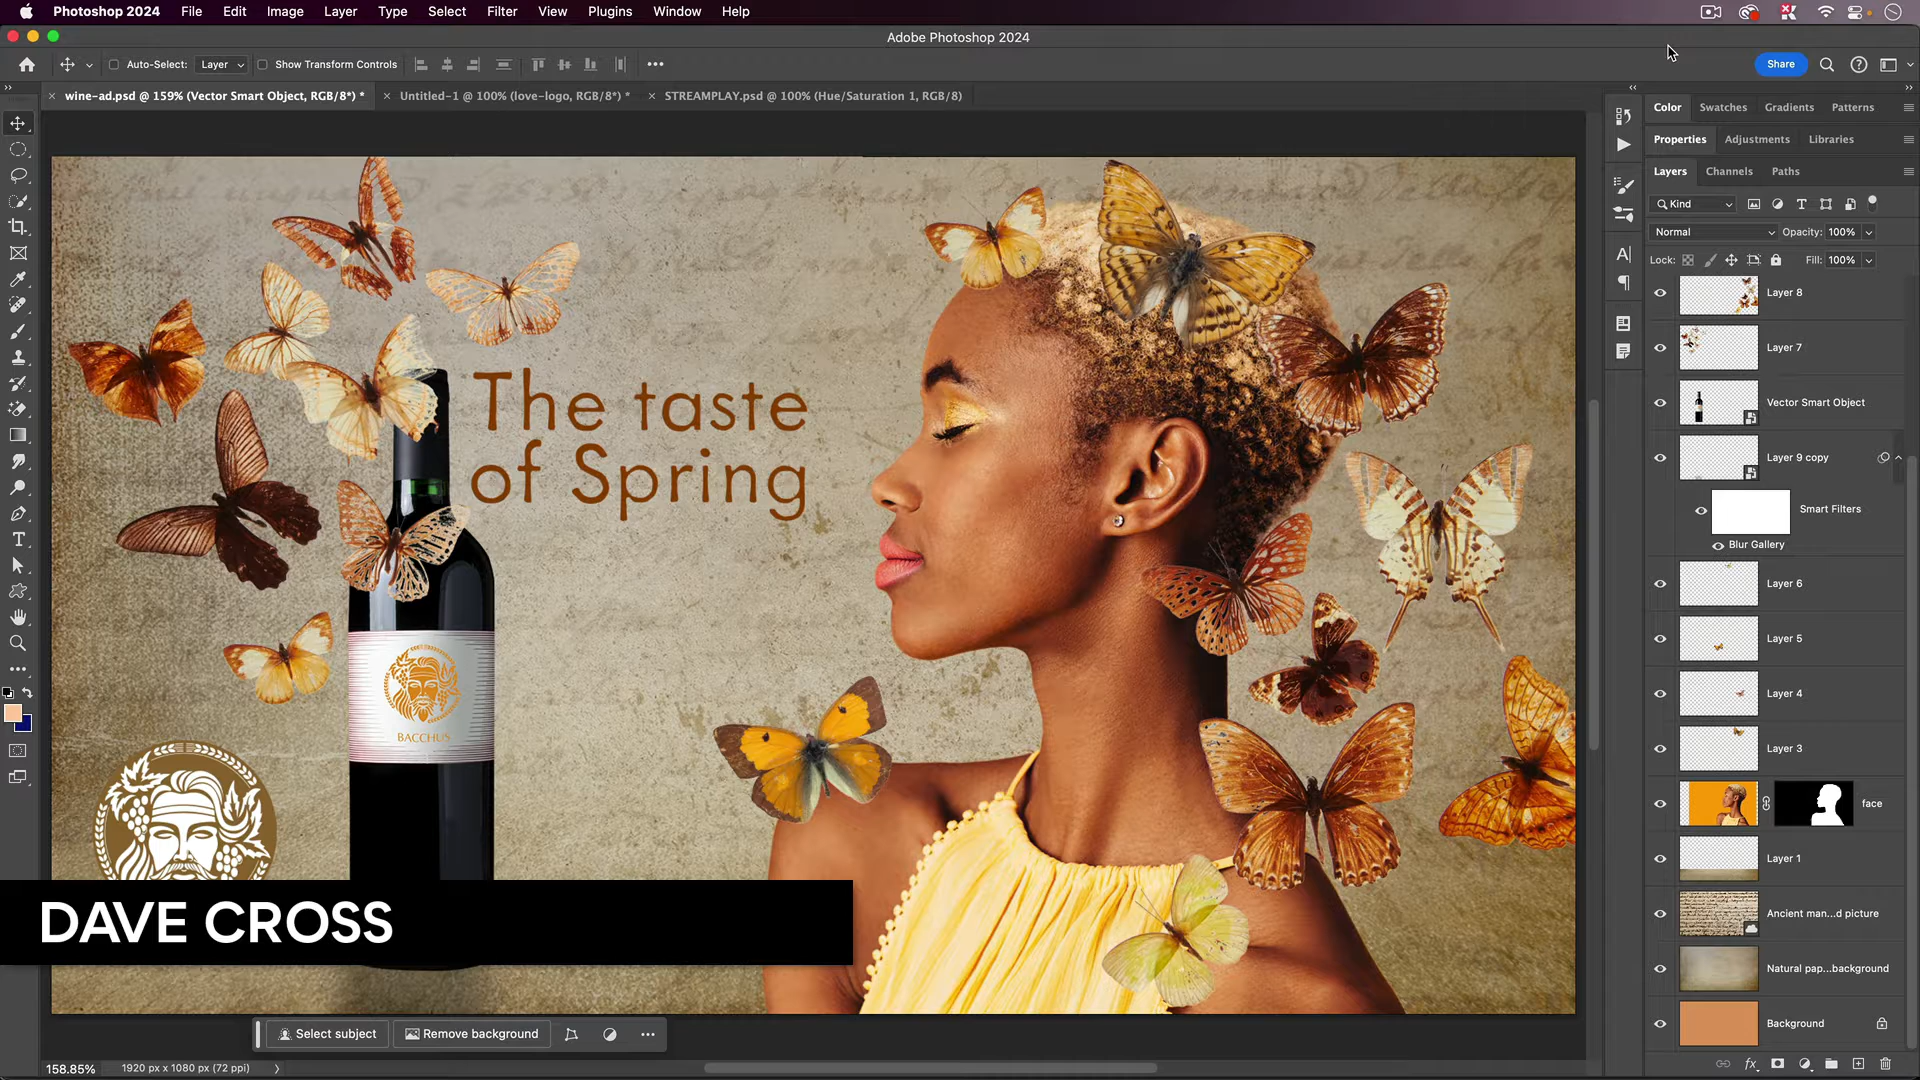 Photoshop 2024 File Edit Image Layer Type Select Filter View Plugins Window Help
Adobe Photoshop 2024
Auto-Select: Layer Show Transform Controls ••• Share
wine-ad.psd @ 159% (Vector Smart Object, RGB/8*) * Untitled-1 @ 100% (love-logo, RGB/8*) * STREAMPLAY.psd @ 100% (Hue/Saturation 1, RGB/8)
Color Swatches Gradients Patterns
Properties Adjustments Libraries
Layers Channels Paths
Kind
Normal Opacity: 100%
Lock: Fill: 100%
Layer 8
Layer 7
Vector Smart Object
Layer 9 copy
Smart Filters
Blur Gallery
Layer 6
Layer 5
Layer 4
Layer 3
face
Layer 1
Ancient man...d picture
Natural pap...background
Background
The taste
of Spring
BACCHUS
DAVE CROSS
Select subject Remove background •••
158.85% 1920 px x 1080 px (72 ppi)